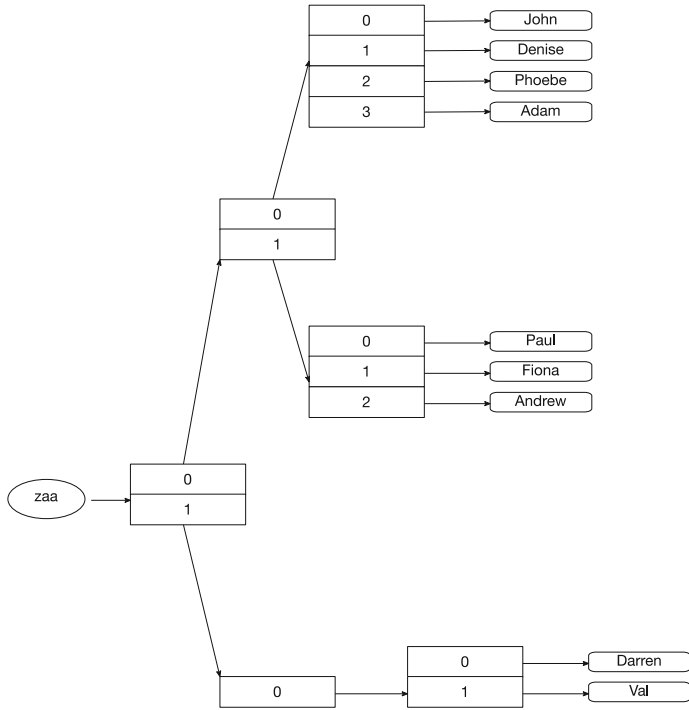 0
John
1
Denise
2
Phoebe
3
Adam
0
1
0
Paul
1
Fiona
2
Andrew
zaa
0
1
0
0
Darren
1
Val